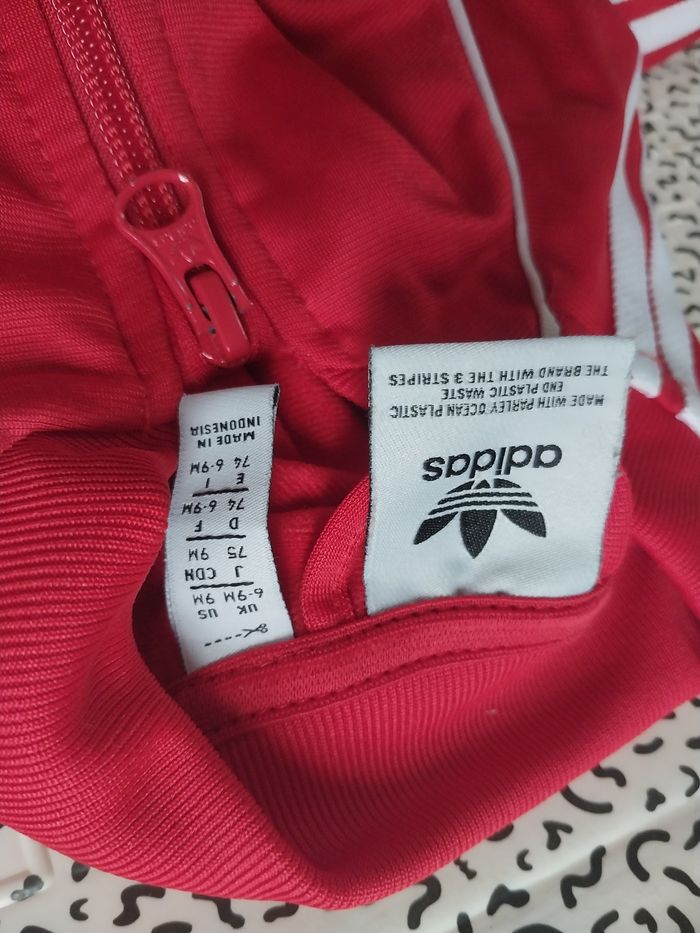 adidas
MADE WITH PARLEY OCEAN PLASTIC
END PLASTIC WASTE
THE BRAND WITH THE 3 STRIPES
UK US
6-9M 9M
J CDN
75 9M
D F
74 6-9M
E I
74 6-9M
MADE IN
INDONESIA